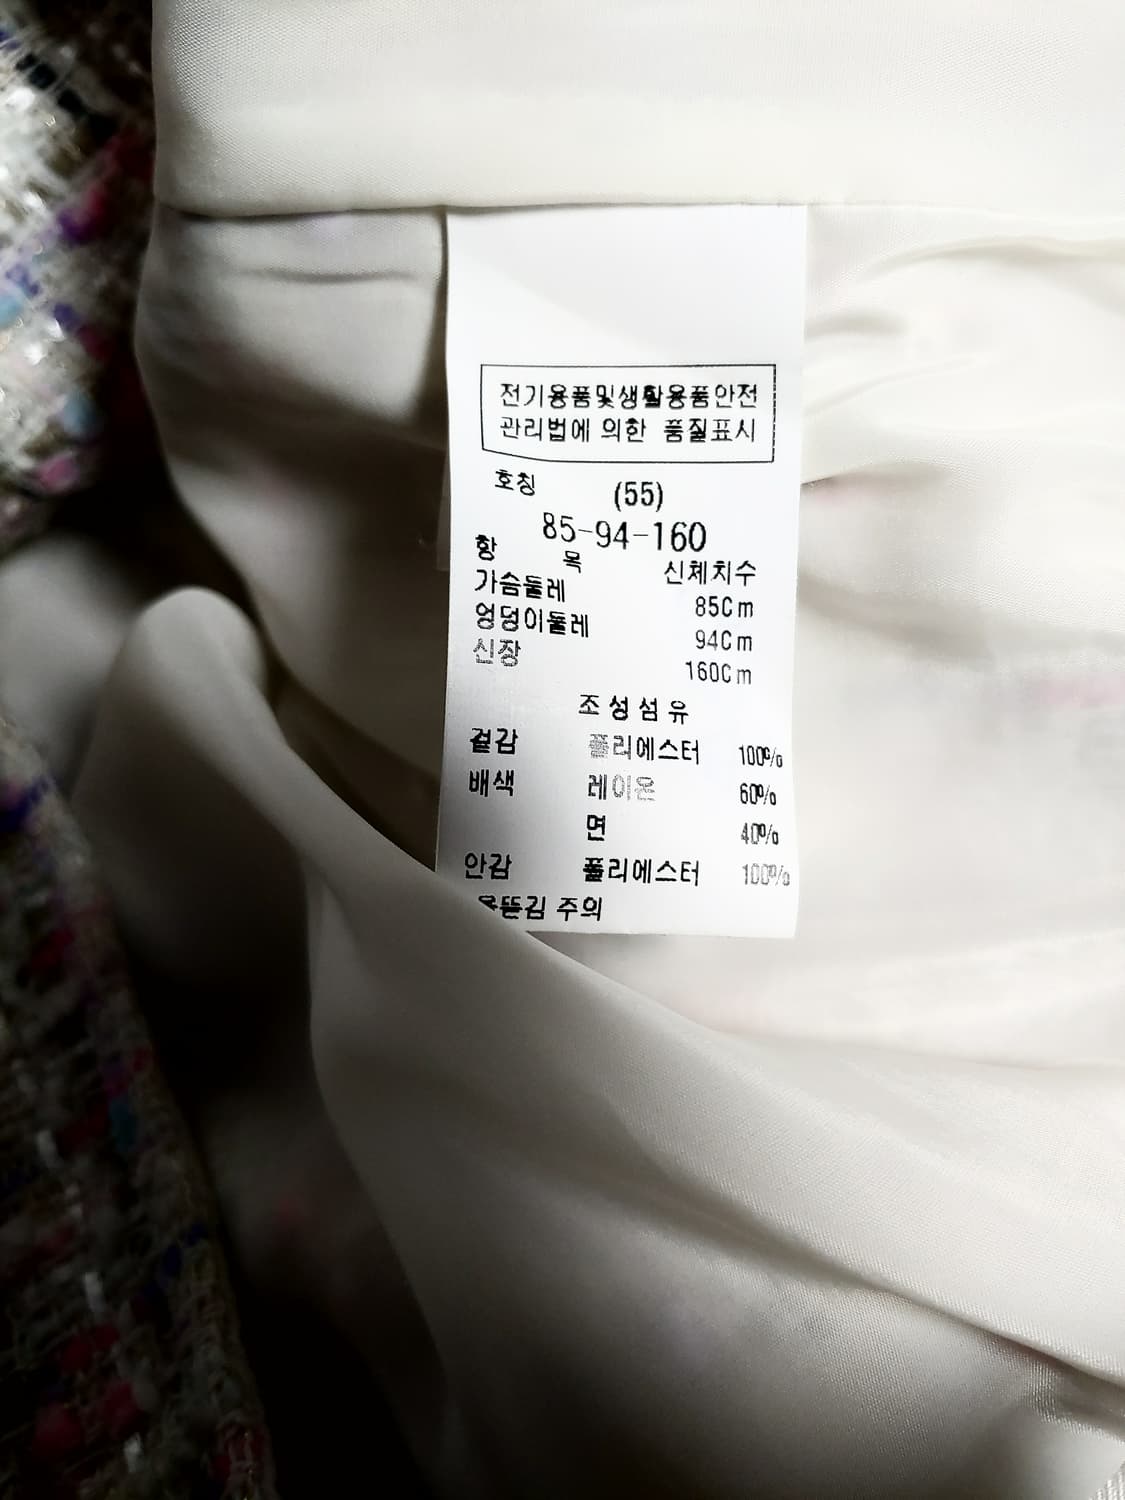 전기용품및생활용품안전
관리법에 의한 품질표시
호칭 (55)
85-94-160
항 목 신체치수
가슴둘레 85Cm
엉덩이둘레 94Cm
신장 160Cm
조성섬유
겉감 폴리에스터 100%
배색 레이온 60%
면 40%
안감 폴리에스터 100%
올뜯김 주의